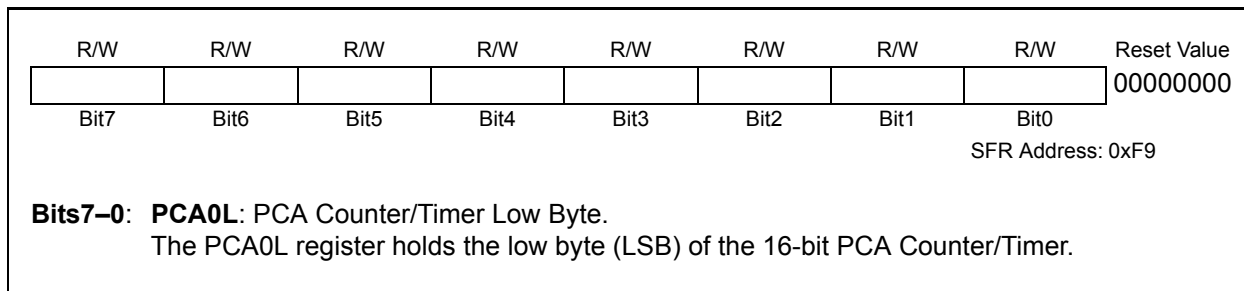 R/W R/W R/W R/W R/W R/W R/W R/W Reset Value
00000000
Bit7 Bit6 Bit5 Bit4 Bit3 Bit2 Bit1 Bit0
SFR Address: 0xF9
Bits7–0: PCA0L: PCA Counter/Timer Low Byte.
The PCA0L register holds the low byte (LSB) of the 16-bit PCA Counter/Timer.